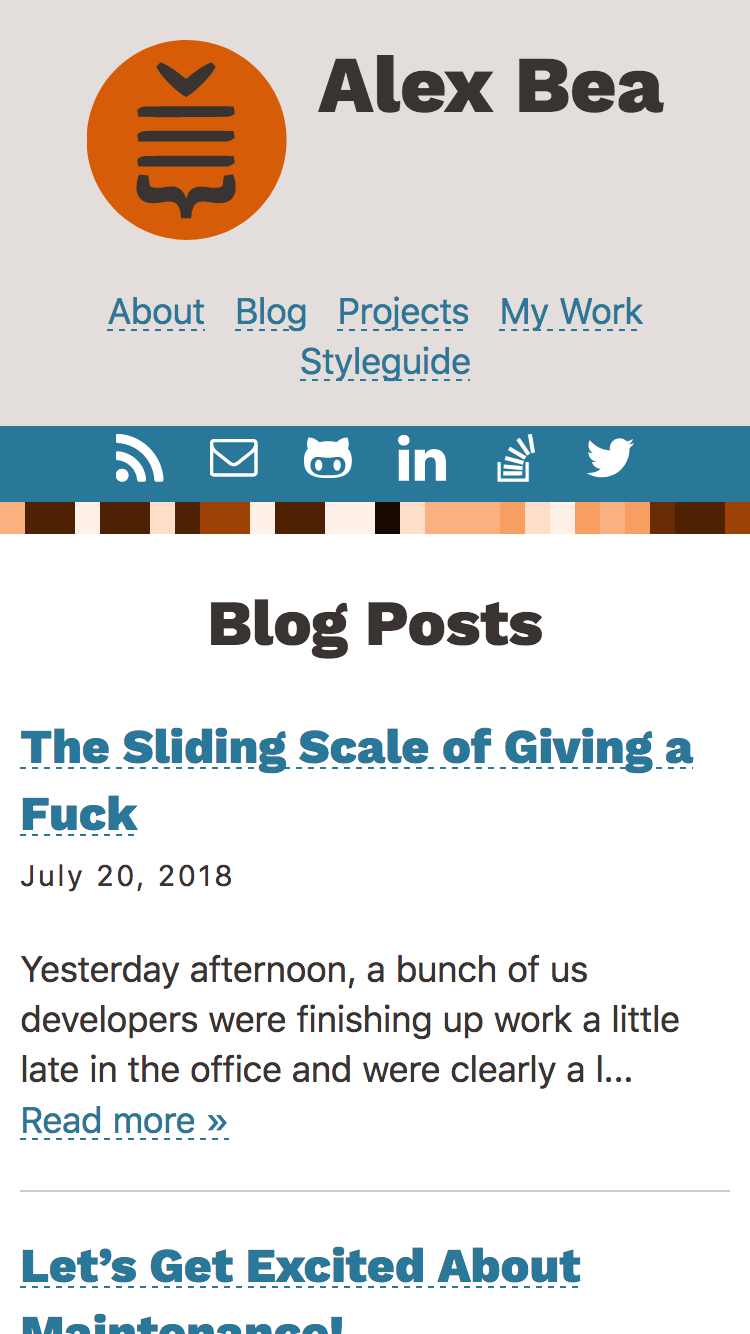 Alex Bea
About Blog Projects My Work
Styleguide
Blog Posts
The Sliding Scale of Giving a
Fuck
July 20, 2018
Yesterday afternoon, a bunch of us
developers were finishing up work a little
late in the office and were clearly a l...
Read more »
Let’s Get Excited About
Maintenance!